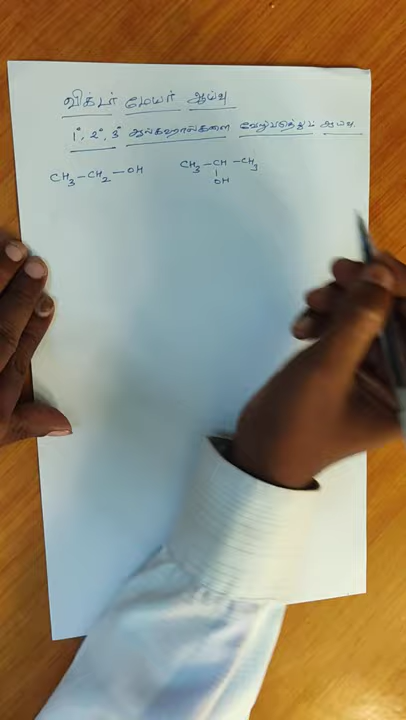 விக்டர் மேயர் ஆய்வு
1°, 2°, 3° ஆல்கஹால்களை வேறுபடுத்தும் ஆய்வு
CH3 – CH2 – OH CH3 – CH – CH3
|
OH